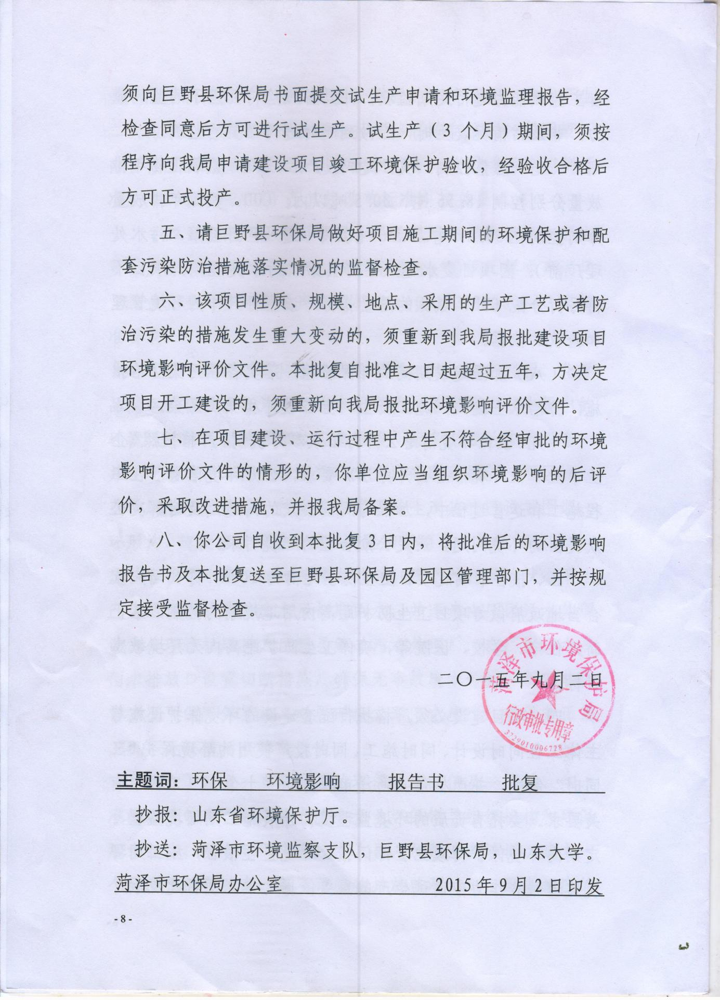 须向巨野县环保局书面提交试生产申请和环境监理报告，经
检查同意后方可进行试生产。试生产（3 个月）期间，须按
程序向我局申请建设项目竣工环境保护验收，经验收合格后
方可正式投产。
五、请巨野县环保局做好项目施工期间的环境保护和配
套污染防治措施落实情况的监督检查。
六、该项目性质、规模、地点、采用的生产工艺或者防
治污染的措施发生重大变动的，须重新到我局报批建设项目
环境影响评价文件。本批复自批准之日起超过五年，方决定
项目开工建设的，须重新向我局报批环境影响评价文件。
七、在项目建设、运行过程中产生不符合经审批的环境
影响评价文件的情形的，你单位应当组织环境影响的后评
价，采取改进措施，并报我局备案。
八、你公司自收到本批复 3 日内，将批准后的环境影响
报告书及本批复送至巨野县环保局及园区管理部门，并按规
定接受监督检查。
菏泽市环境保护局
二〇一五年九月二日
行政审批专用章
3729010006728
主题词：环保 环境影响 报告书 批复
抄报：山东省环境保护厅。
抄送：菏泽市环境监察支队，巨野县环保局，山东大学。
菏泽市环保局办公室 2015 年 9 月 2 日印发
- 8 -
3